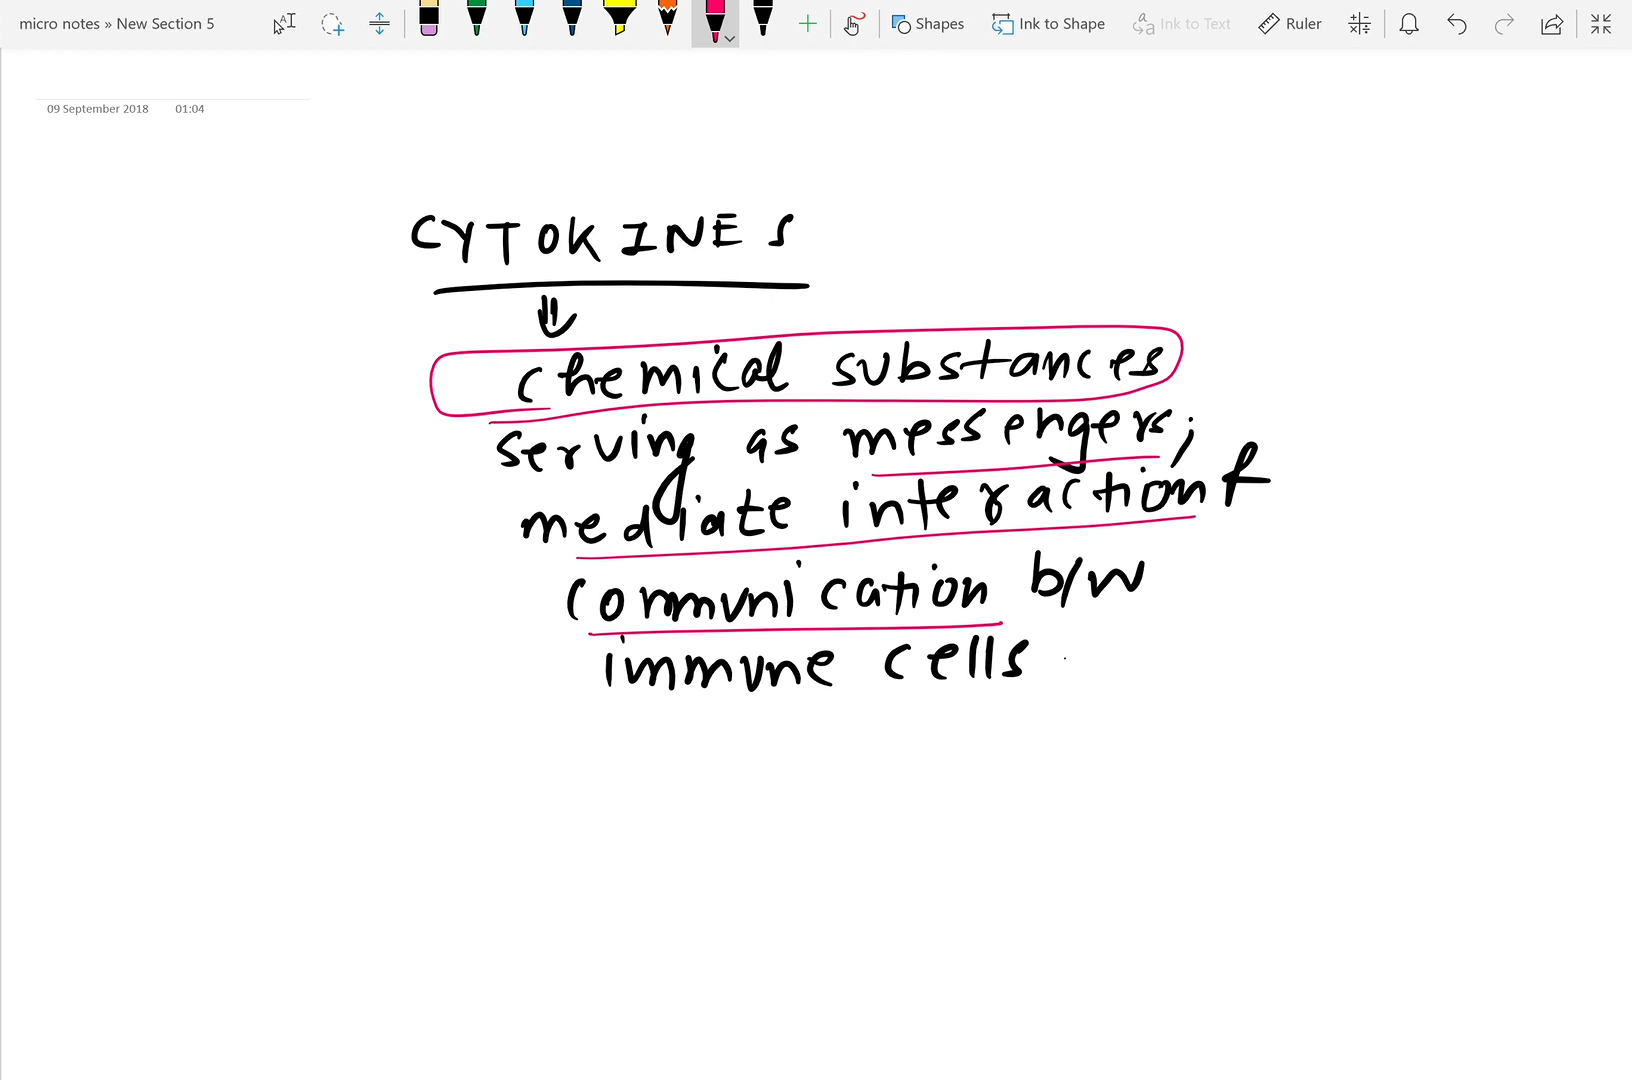 micro notes » New Section 5
Shapes
Ink to Shape
Ink to Text
Ruler
09 September 2018 01:04
CYTOKINES
chemical substances
serving as messengers;
mediate interaction &
communication b/w
immune cells